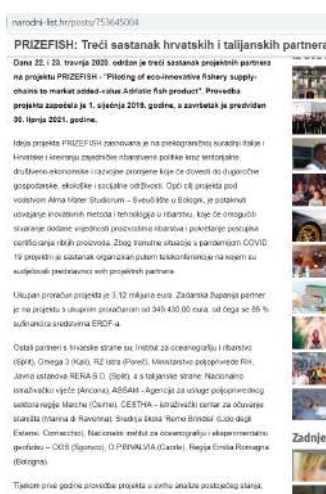 narodni-list.hr/posts/753645004
PRIZEFISH: Treći sastanak hrvatskih i talijanskih partnera
Dana 22. i 23. travnja 2020. održan je treći sastanak projektnih partnera
na projektu PRIZEFISH - "Piloting of eco-innovative fishery supply-
chains to market added-value Adriatic fish product". Provedba
projekta započela je 1. siječnja 2019. godine, a završetak je predviđen
30. lipnja 2021. godine.
Ideja projekta PRIZEFISH zasnovana je na prekograničnoj suradnji Italije i
Hrvatske i kreiranju zajedničke ribarstvene politike kroz teritorijalne,
društveno-ekonomske i razvojne promjene koje će dovesti do dugoročne
gospodarske, ekološke i socijalne održivosti. Opći cilj projekta pod
vodstvom Alma Mater Studiorum – Sveučilište u Bologni, je potaknuti
usvajanje inovativnih metoda i tehnologija u ribarstvu, koje će omogućiti
stvaranje dodane vrijednosti proizvodima ribarstva i pokretanje postupka
certificiranja ribljih proizvoda. Zbog trenutne situacije s pandemijom COVID
19 projektni je sastanak organiziran putem telekonferencije na kojem su
sudjelovali predstavnici svih projektnih partnera.
Ukupan proračun projekta je 3,12 milijuna eura. Zadarska županija partner
je na projektu s ukupnim proračunom od 349.430,00 eura, od čega se 85 %
sufinancira sredstvima ERDF-a.
Ostali partneri s hrvatske strane su: Institut za oceanografiju i ribarstvo
(Split), Omega 3 (Kali), RZ Istra (Poreč), Ministarstvo poljoprivrede RH,
Javna ustanova RERA S.D. (Split), a s talijanske strane: Nacionalno
istraživačko vijeće (Ancona), ASSAM - Agencija za usluge poljoprivrednog
sektora regije Marche (Osimo), CESTHA – istraživački centar za očuvanje
staništa (Marina di Ravenna), Srednja škola 'Remo Brindisi' (Lido degli
Estensi, Comacchio), Nacionalni institut za oceanografiju i eksperimentalnu
geofiziku – OGS (Sgonico), O.P.BIVALVIA (Caorle), Regija Emilia Romagna
(Bologna).
Zadnje
Tijekom prve godine provedbe projekta u svrhu analize postojećeg stanja,